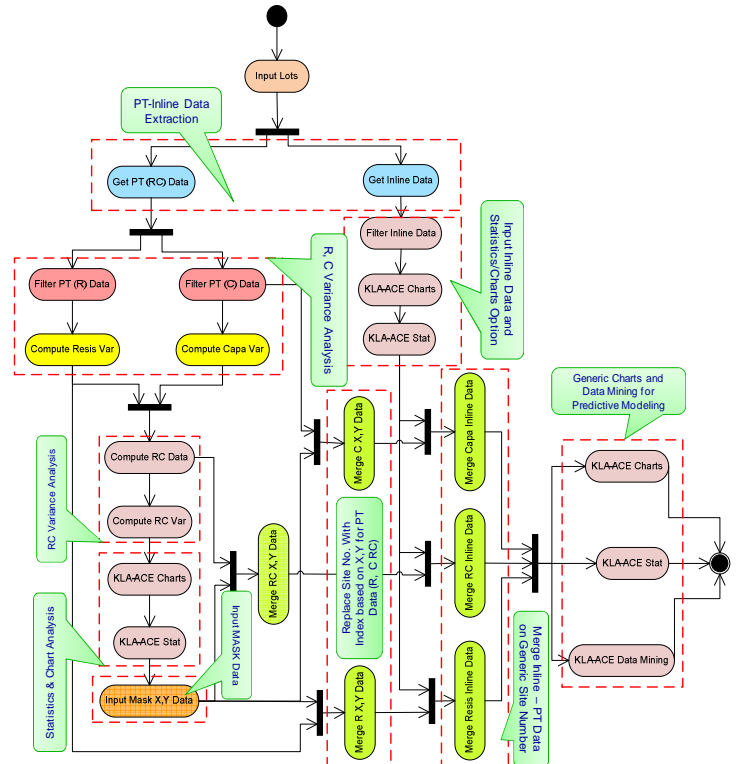 Input Lots
PT-Inline Data
Extraction
Get PT (RC) Data
Get Inline Data
Filter Inline Data
KLA-ACE Charts
KLA-ACE Stat
Input Inline Data and
Statistics/Charts Option
R, C Variance Analysis
Filter PT (R) Data
Filter PT (C) Data
Compute Resis Var
Compute Capa Var
Generic Charts and
Data Mining for
Predictive Modeling
Merge C X,Y Data
Merge Capa Inline Data
RC Variance Analysis
Compute RC Data
Compute RC Var
KLA-ACE Charts
KLA-ACE Stat
Merge RC X,Y Data
Replace Site No. With
Index based on X,Y for PT
Data (R, C RC)
Merge RC Inline Data
KLA-ACE Charts
KLA-ACE Stat
KLA-ACE Data Mining
Statistics & Chart Analysis
Input MASK Data
Input Mask X,Y Data
Merge R X,Y Data
Merge Resis Inline Data
Merge Inline – PT Data
on Generic Site
Number